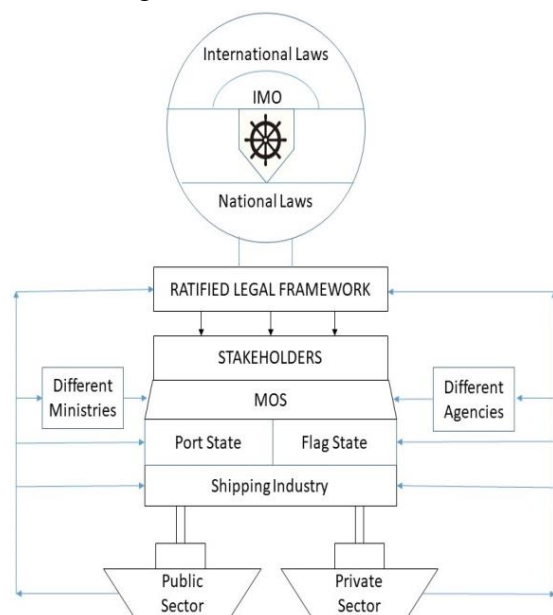 International Laws
IMO
National Laws
RATIFIED LEGAL FRAMEWORK
STAKEHOLDERS
Different
Ministries
MOS
Different
Agencies
Port State
Flag State
Shipping Industry
Public
Sector
Private
Sector